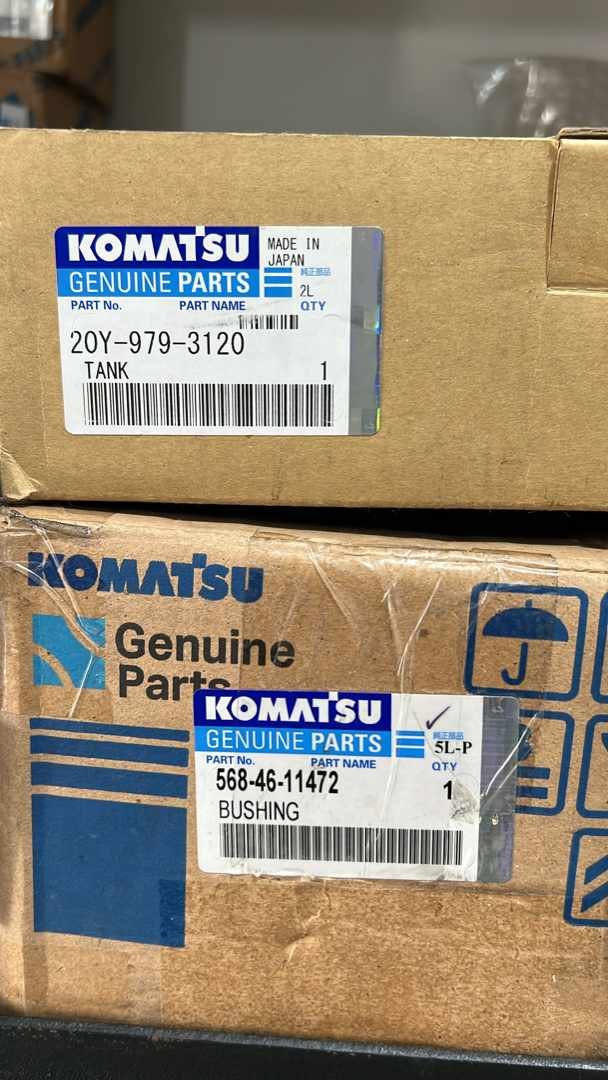 KOMATSU
MADE IN
JAPAN
GENUINE PARTS
純正部品
2L
PART No. PART NAME QTY
20Y-979-3120
TANK 1
KOMATSU
Genuine
Parts
KOMATSU
純正部品
GENUINE PARTS 5L-P
PART No. PART NAME QTY
568-46-11472 1
BUSHING